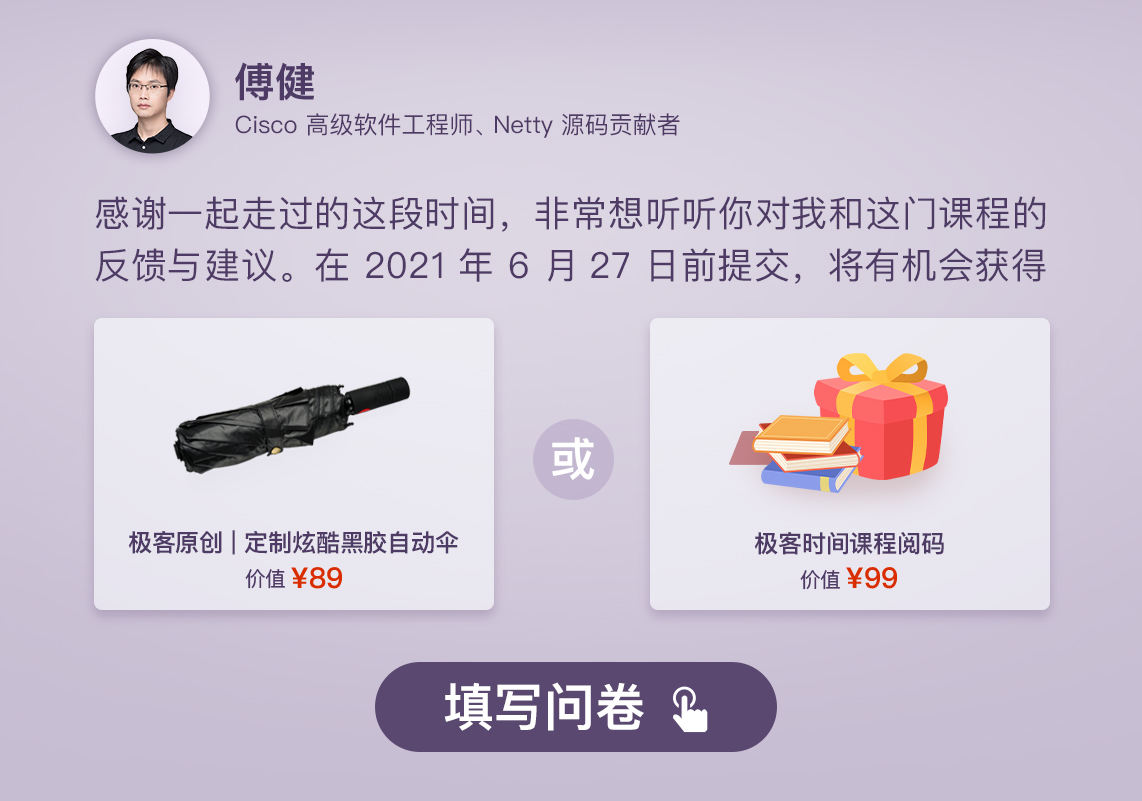 傅健
Cisco 高级软件工程师、Netty 源码贡献者
感谢一起走过的这段时间，非常想听听你对我和这门课程的
反馈与建议。在 2021 年 6 月 27 日前提交，将有机会获得
或
极客原创 | 定制炫酷黑胶自动伞
价值 ¥89
极客时间课程阅码
价值 ¥99
填写问卷